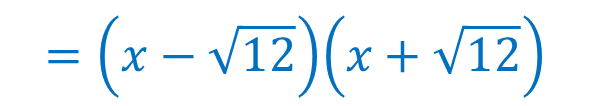 = (x − √12)(x + √12)